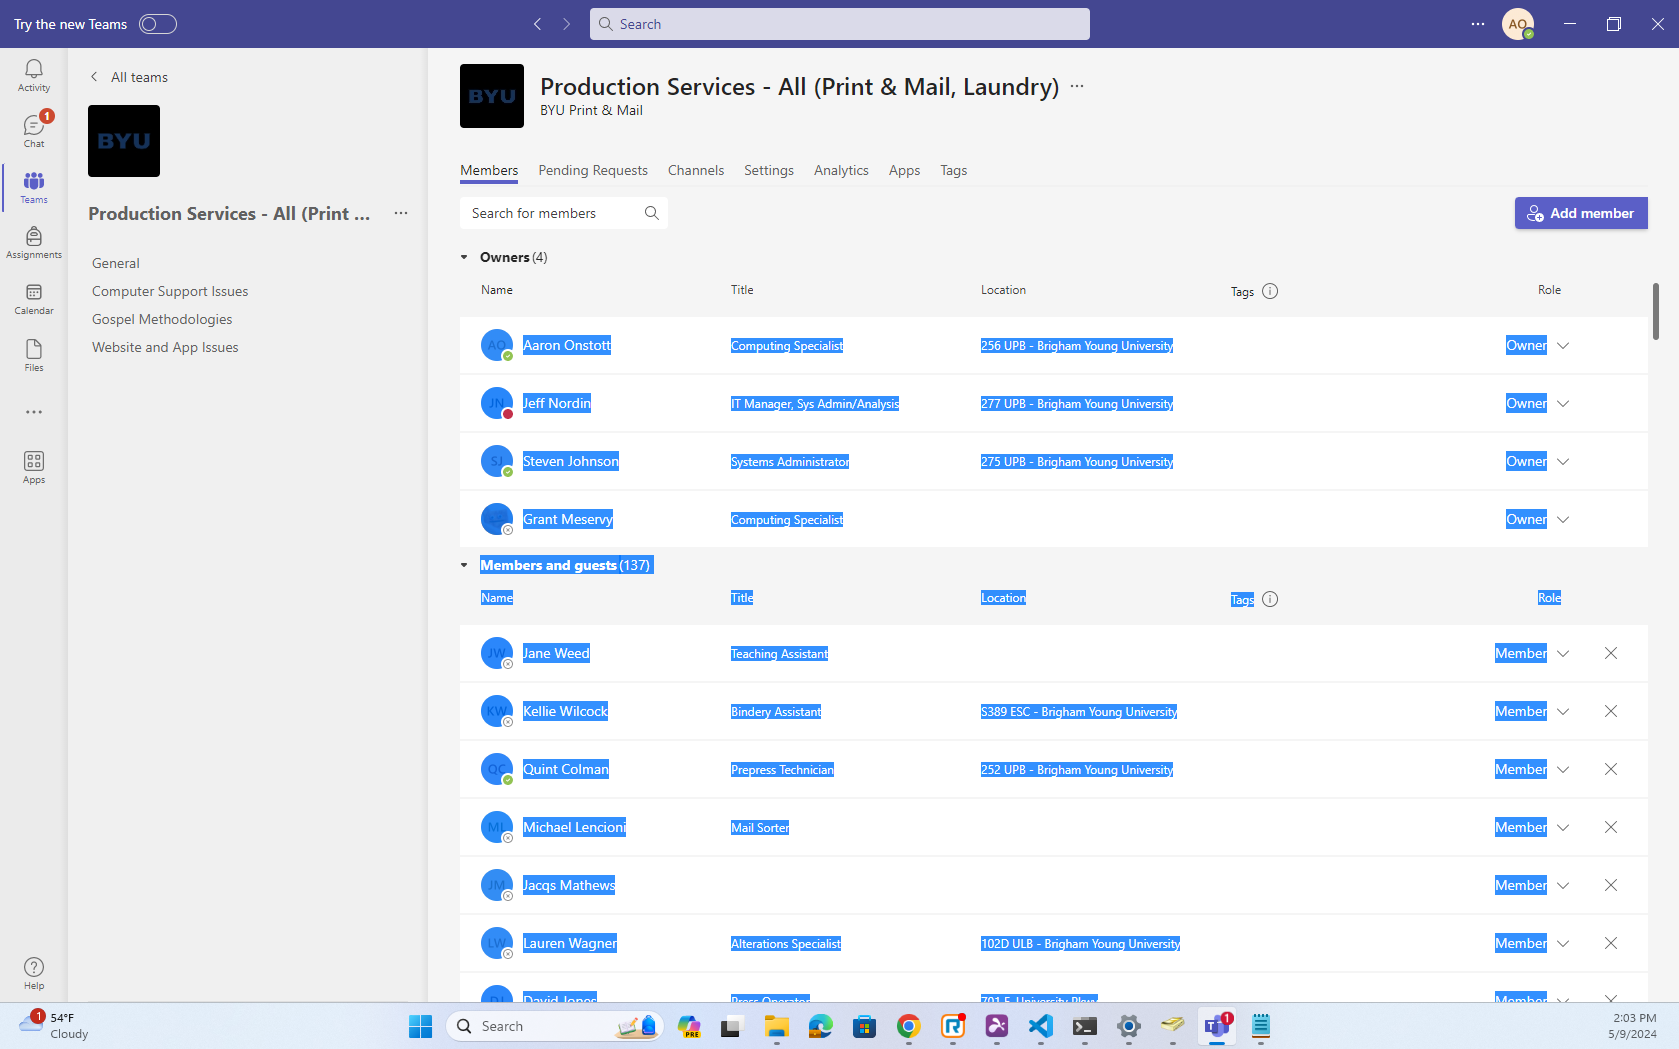 Try the new Teams
Search
AO
Activity
1
Chat
Teams
Assignments
Calendar
Files
Apps
Help
All teams
BYU
Production Services - All (Print ...
General
Computer Support Issues
Gospel Methodologies
Website and App Issues
BYU
Production Services - All (Print & Mail, Laundry)
BYU Print & Mail
Members Pending Requests Channels Settings Analytics Apps Tags
Search for members
Add member
Owners (4)
Name Title Location Tags Role
AO Aaron Onstott Computing Specialist 256 UPB - Brigham Young University Owner
JN Jeff Nordin IT Manager, Sys Admin/Analysis 277 UPB - Brigham Young University Owner
SJ Steven Johnson Systems Administrator 275 UPB - Brigham Young University Owner
Grant Meservy Computing Specialist Owner
Members and guests (137)
Name Title Location Tags Role
JW Jane Weed Teaching Assistant Member
KW Kellie Wilcock Bindery Assistant S389 ESC - Brigham Young University Member
QC Quint Colman Prepress Technician 252 UPB - Brigham Young University Member
ML Michael Lencioni Mail Sorter Member
JM Jacqs Mathews Member
LW Lauren Wagner Alterations Specialist 102D ULB - Brigham Young University Member
DJ David Jones Press Operator 701 E. University Pkwy Member
1
54°F
Cloudy
Search
PRE
1
2:03 PM
5/9/2024